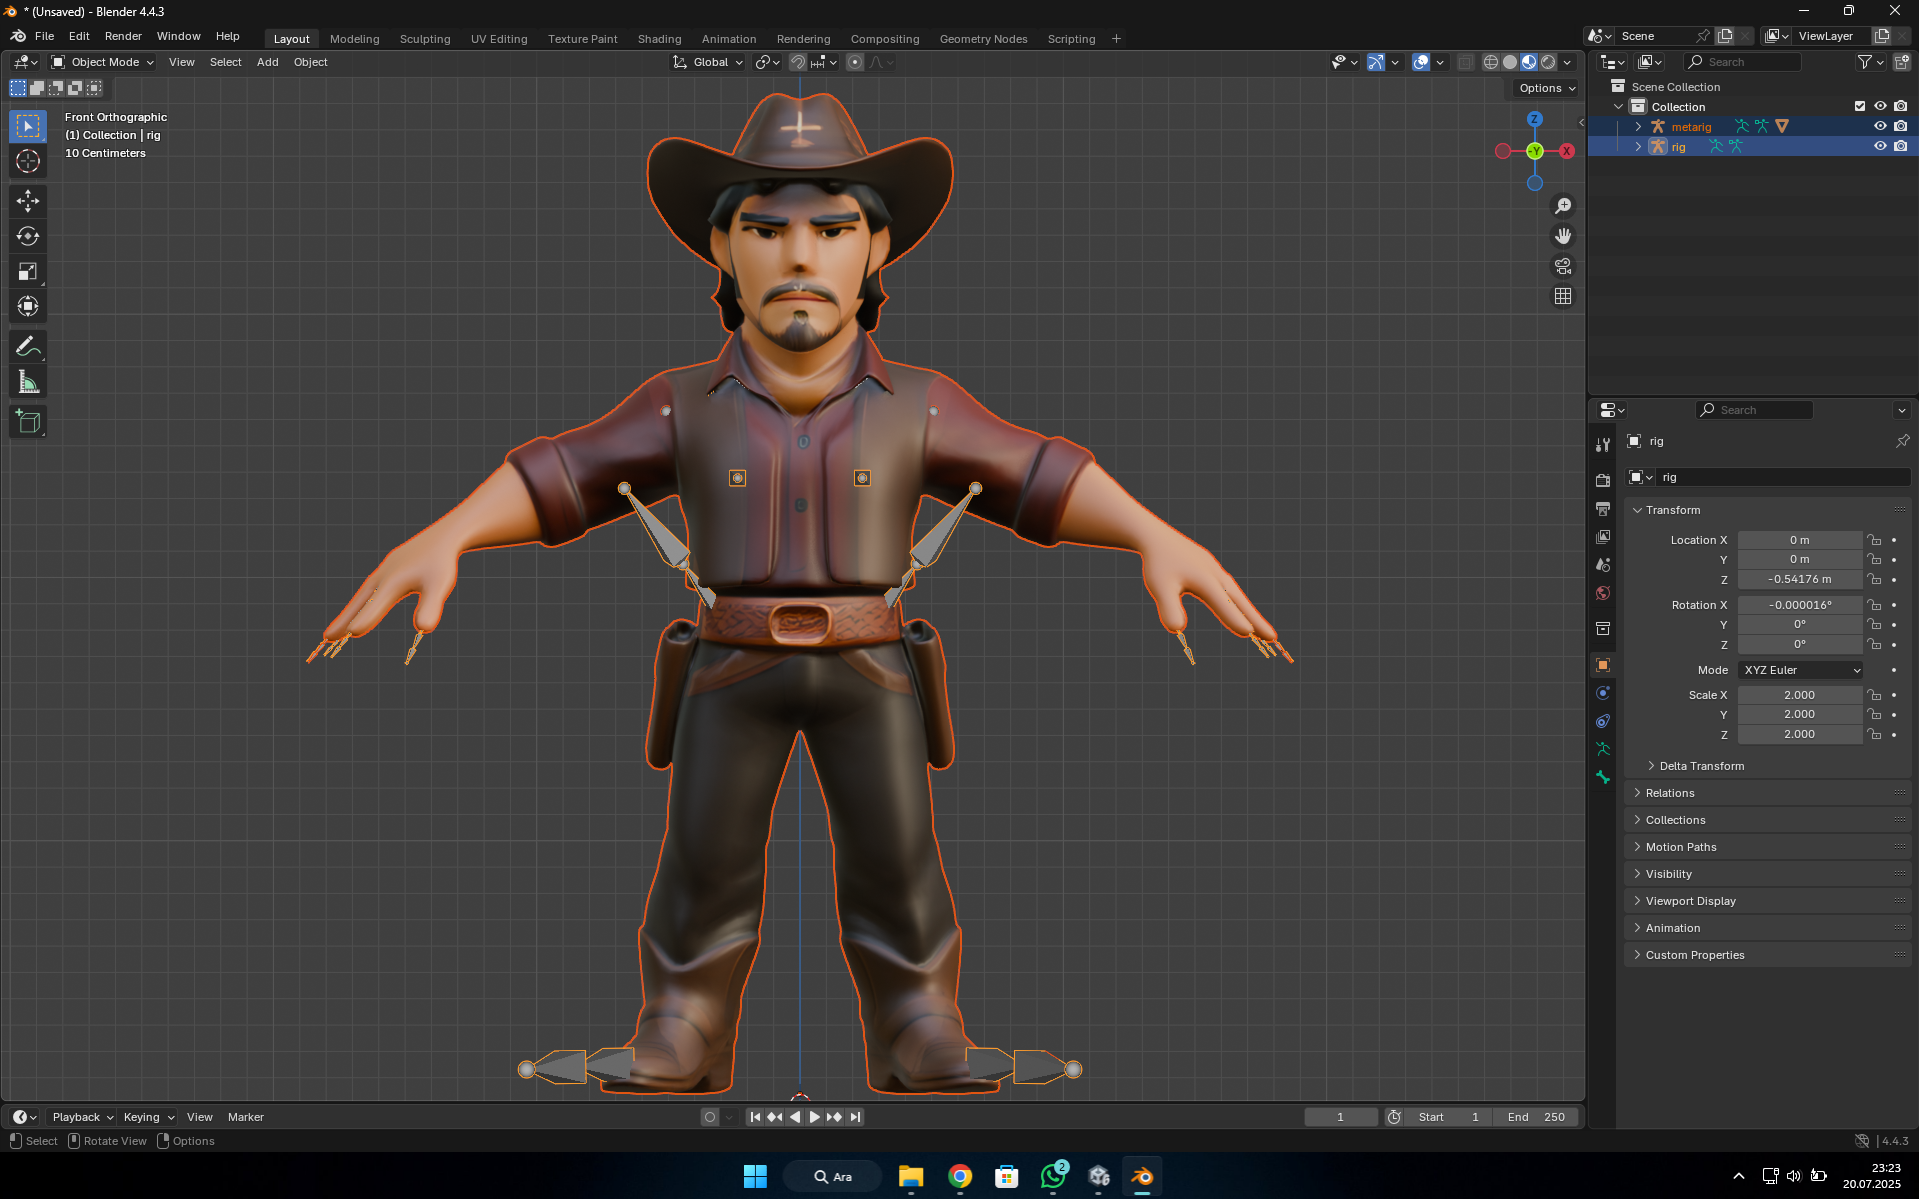 * (Unsaved) - Blender 4.4.3
File Edit Render Window Help
Layout Modeling Sculpting UV Editing Texture Paint Shading Animation Rendering Compositing Geometry Nodes Scripting +
Scene
ViewLayer
Object Mode View Select Add Object
Global
Search
Options
Front Orthographic
(1) Collection | rig
10 Centimeters
Z
-Y
X
Scene Collection
Collection
metarig
rig
Search
rig
rig
Transform
Location X 0 m
Y 0 m
Z -0.54176 m
Rotation X -0.000016°
Y 0°
Z 0°
Mode XYZ Euler
Scale X 2.000
Y 2.000
Z 2.000
Delta Transform
Relations
Collections
Motion Paths
Visibility
Viewport Display
Animation
Custom Properties
Playback Keying View Marker
1
Start 1
End 250
Select Rotate View Options
4.4.3
Ara
2
23:23
20.07.2025